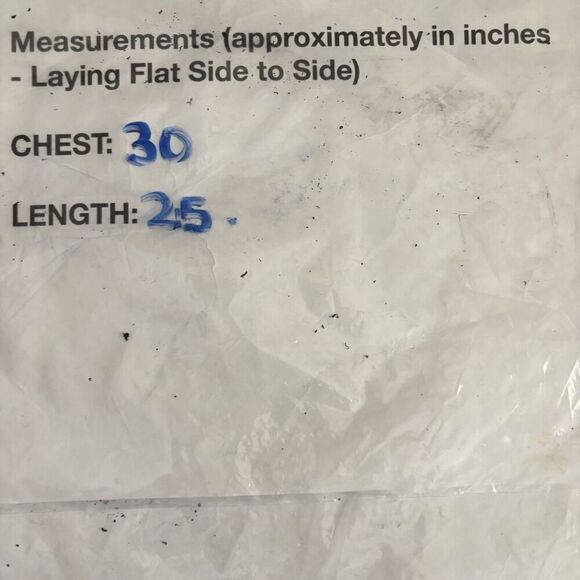 Measurements (approximately in inches
- Laying Flat Side to Side)
CHEST: 30
LENGTH: 25